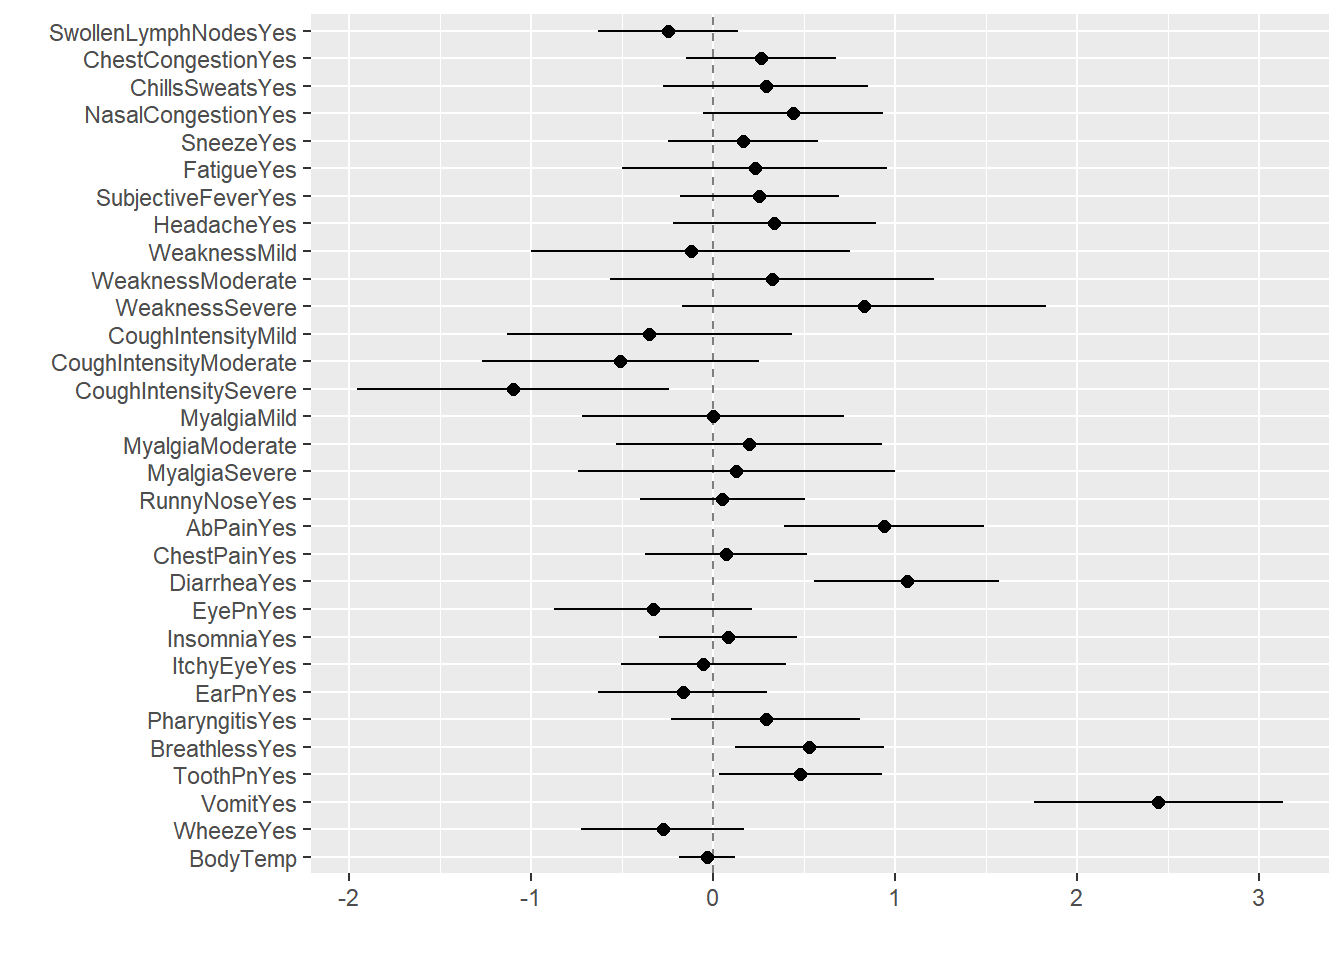 SwollenLymphNodesYes
ChestCongestionYes
ChillsSweatsYes
NasalCongestionYes
SneezeYes
FatigueYes
SubjectiveFeverYes
HeadacheYes
WeaknessMild
WeaknessModerate
WeaknessSevere
CoughIntensityMild
CoughIntensityModerate
CoughIntensitySevere
MyalgiaMild
MyalgiaModerate
MyalgiaSevere
RunnyNoseYes
AbPainYes
ChestPainYes
DiarrheaYes
EyePnYes
InsomniaYes
ItchyEyeYes
EarPnYes
PharyngitisYes
BreathlessYes
ToothPnYes
VomitYes
WheezeYes
BodyTemp
-2 -1 0 1 2 3